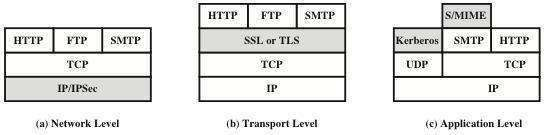 HTTP FTP SMTP
TCP
IP/IPSec
(a) Network Level
HTTP FTP SMTP
SSL or TLS
TCP
IP
(b) Transport Level
S/MIME
Kerberos SMTP HTTP
UDP TCP
IP
(c) Application Level